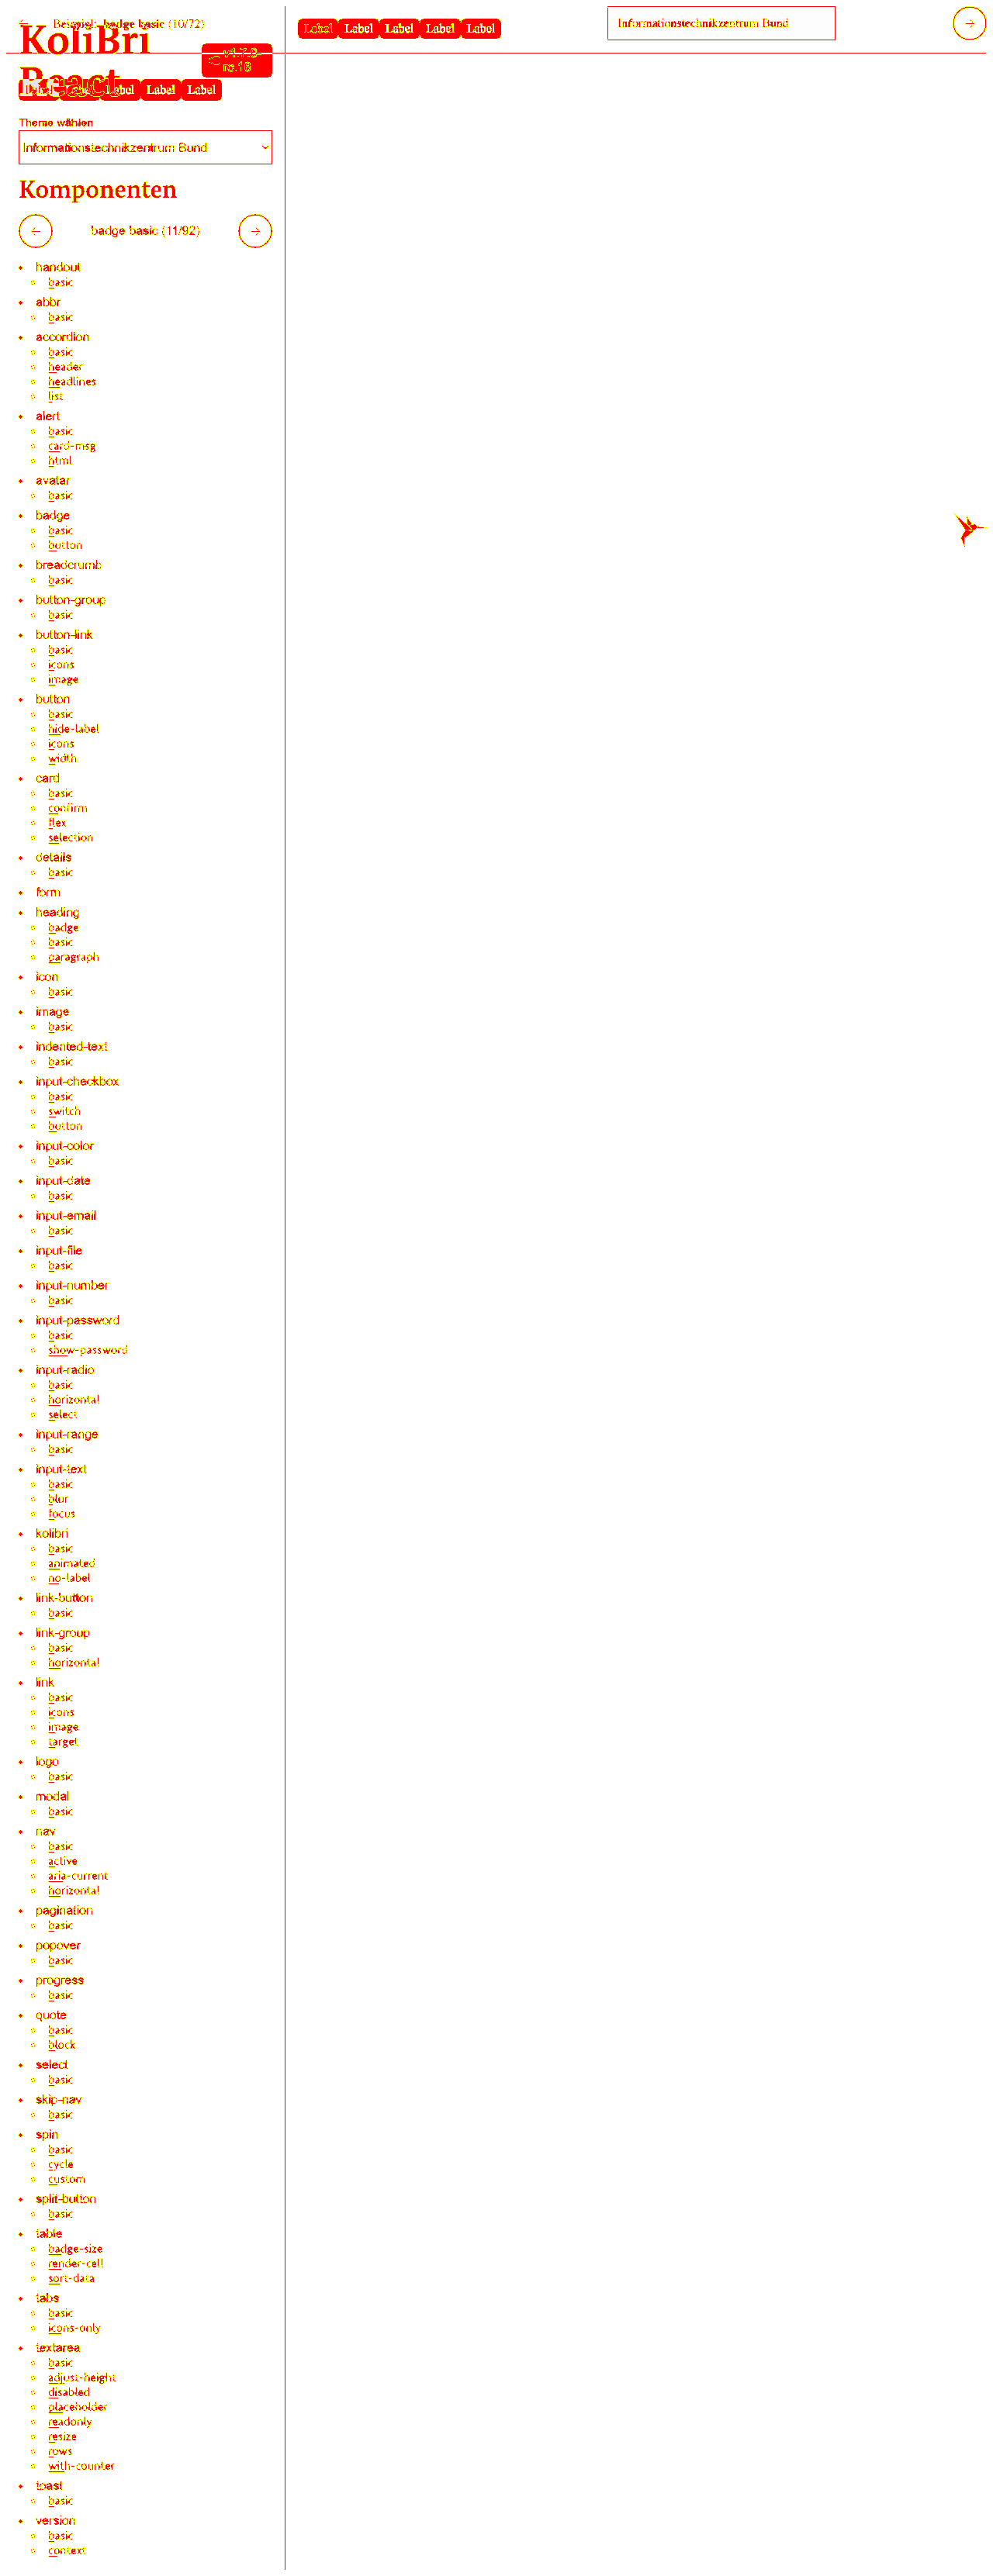 Beispiel: badge basic (10/72)
Label Label Label Label Label
Informationstechnikzentrum Bund
KoliBri
React
Label Label Label Label Label
Theme wählen
Informationstechnikzentrum Bund
Komponenten
badge basic (11/92)
handout
basic
abbr
basic
accordion
basic
header
headlines
list
alert
basic
card-msg
html
avatar
basic
badge
basic
button
breadcrumb
basic
button-group
basic
button-link
basic
icons
image
button
basic
hide-label
icons
width
card
basic
confirm
flex
selection
details
basic
form
heading
badge
basic
paragraph
icon
basic
image
basic
indented-text
basic
input-checkbox
basic
switch
button
input-color
basic
input-date
basic
input-email
basic
input-file
basic
input-number
basic
input-password
basic
show-password
input-radio
basic
horizontal
select
input-range
basic
input-text
basic
blur
focus
kolibri
basic
animated
no-label
link-button
basic
link-group
basic
horizontal
link
basic
icons
image
target
logo
basic
modal
basic
nav
basic
active
aria-current
horizontal
pagination
basic
popover
basic
progress
basic
quote
basic
block
select
basic
skip-nav
basic
spin
basic
cycle
custom
split-button
basic
table
badge-size
render-cell
sort-data
tabs
basic
icons-only
textarea
basic
adjust-height
disabled
placeholder
readonly
resize
rows
with-counter
toast
basic
version
basic
context